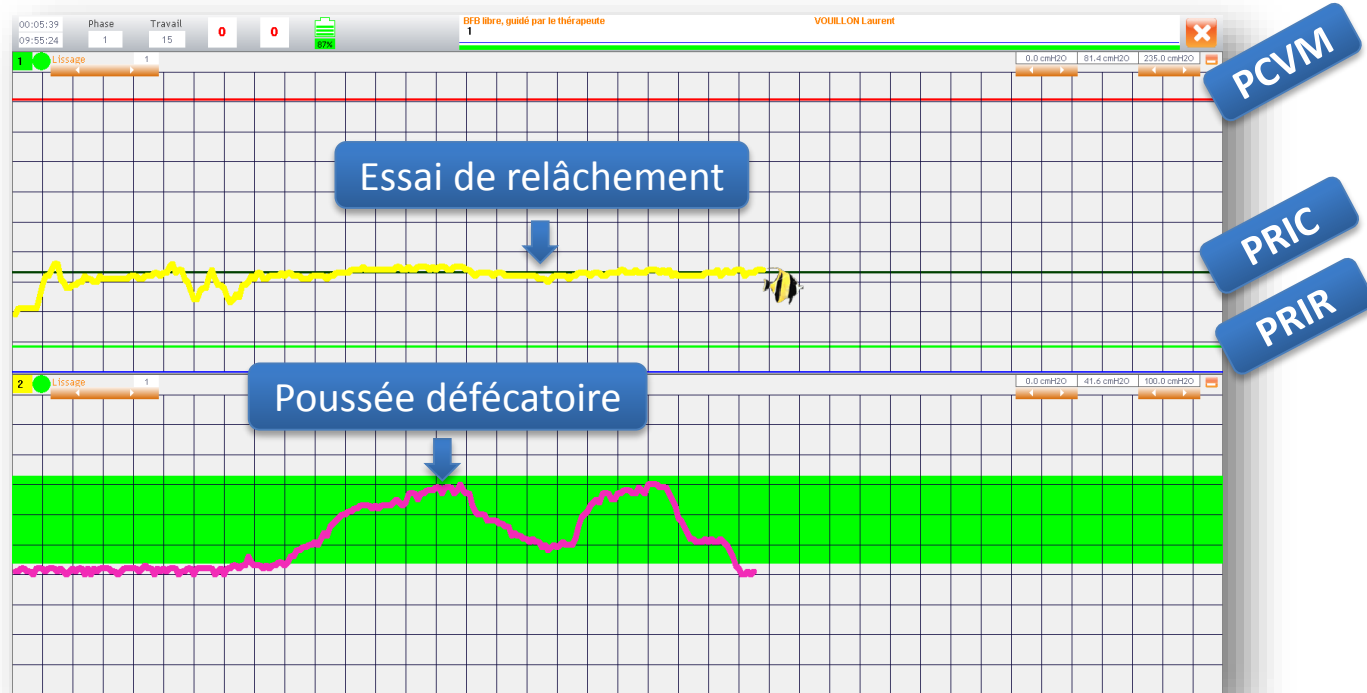 00:05:39 Phase Travail
09:55:24 1 15 0 0 87%
BFB libre, guidé par le thérapeute VOUILLON Laurent
1
1 Lissage 1 0.0 cmH2O 81.4 cmH2O 235.0 cmH2O
PCVM
Essai de relâchement
PRIC
PRIR
2 Lissage 1 0.0 cmH2O 41.6 cmH2O 100.0 cmH2O
Poussée défécatoire